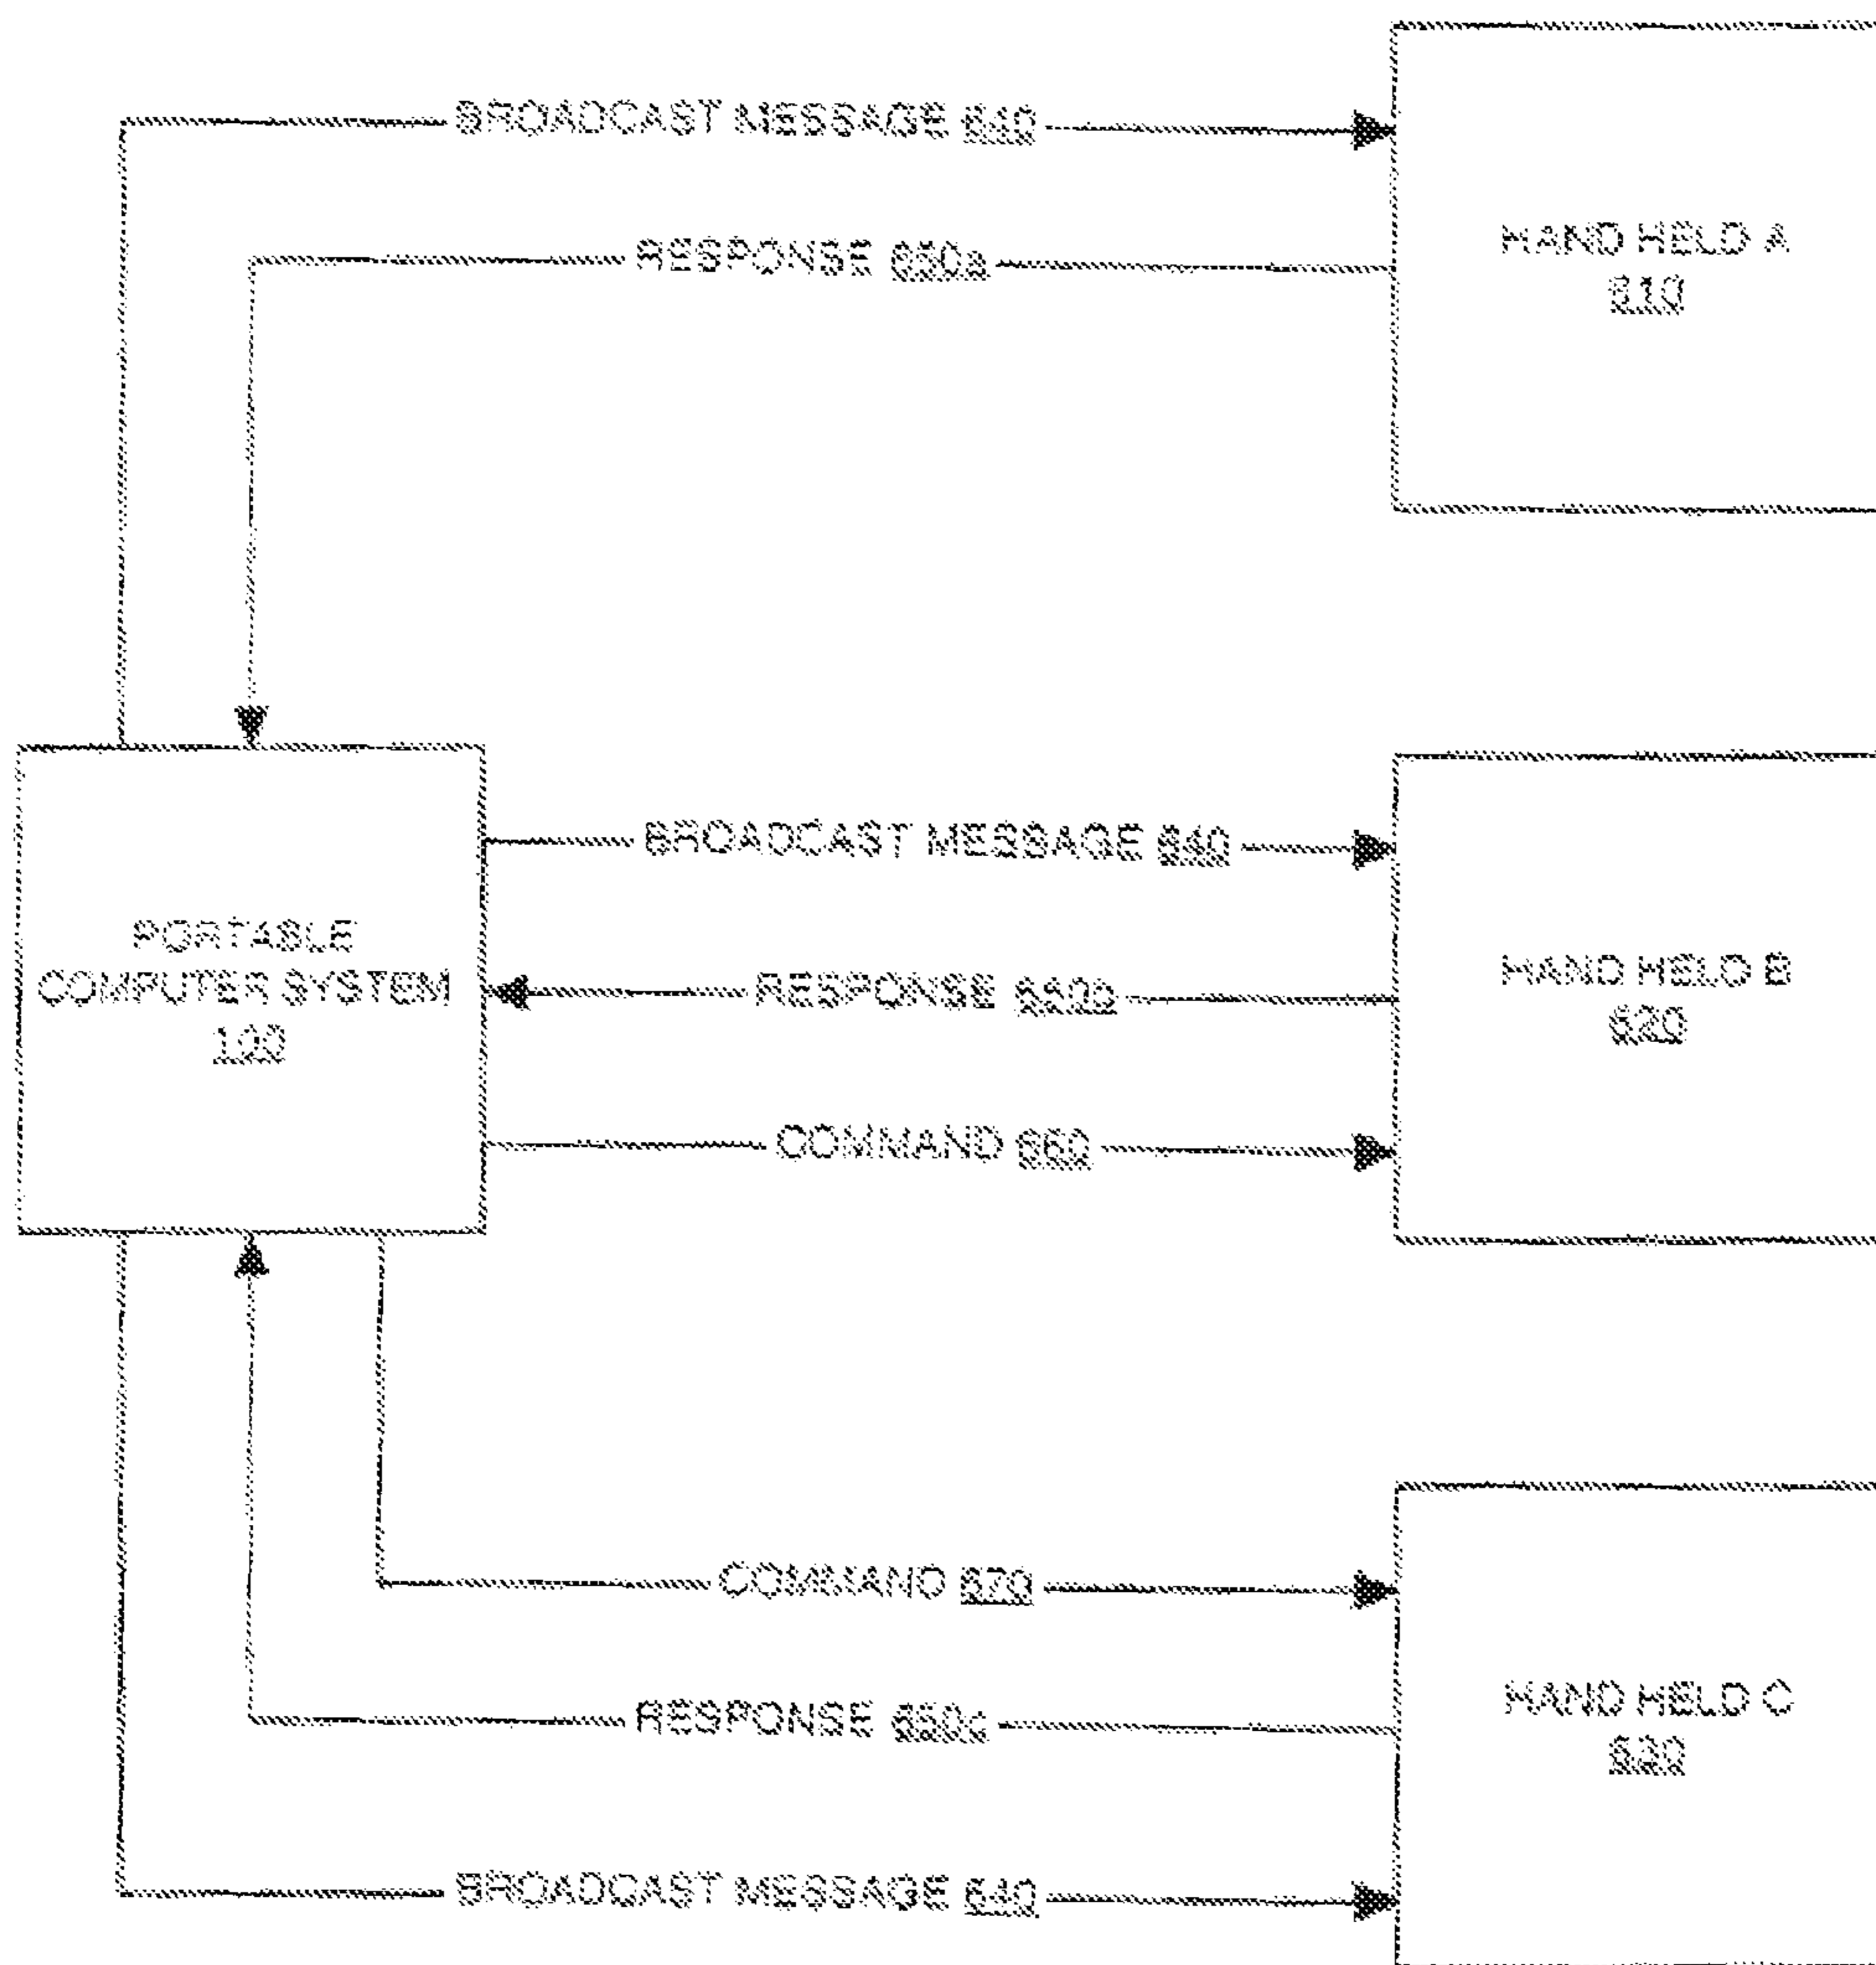 BROADCAST MESSAGE 640
RESPONSE 650a
HAND HELD A
610
BROADCAST MESSAGE 640
PORTABLE
COMPUTER SYSTEM
100
RESPONSE 650b
HAND HELD B
620
COMMAND 660
COMMAND 670
RESPONSE 650c
HAND HELD C
630
BROADCAST MESSAGE 640